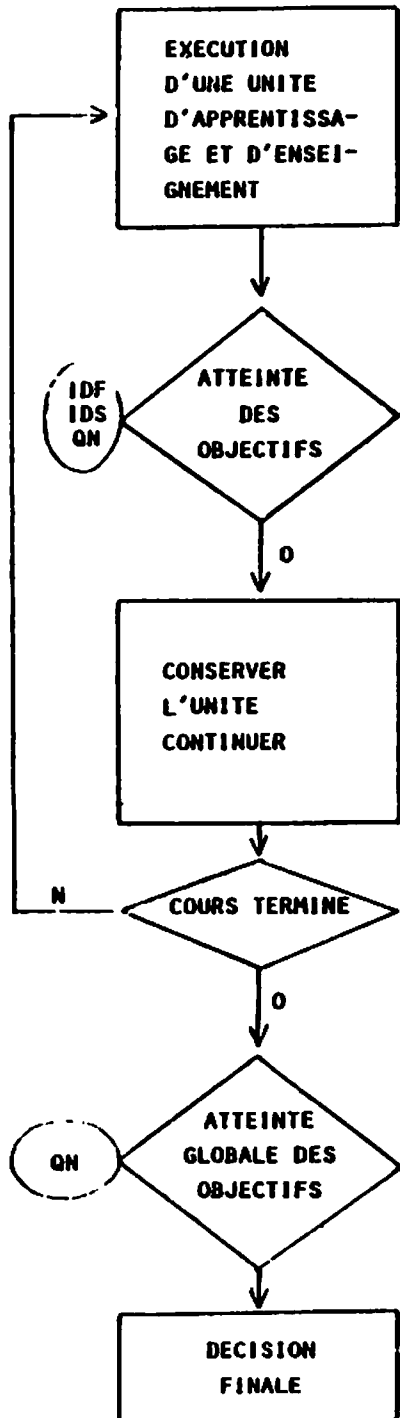 EXECUTION
D'UNE UNITE
D'APPRENTISSA-
GE ET D'ENSEI-
GNEMENT
IDF
IDS
QN
ATTEINTE
DES
OBJECTIFS
O
CONSERVER
L'UNITE
CONTINUER
N
COURS TERMINE
O
QN
ATTEINTE
GLOBALE DES
OBJECTIFS
DECISION
FINALE